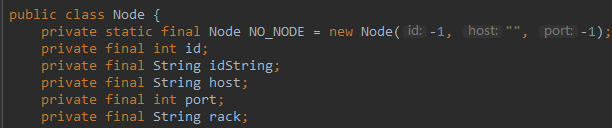 public class Node {
    private static final Node NO_NODE = new Node( id: -1,  host: "",  port: -1);
    private final int id;
    private final String idString;
    private final String host;
    private final int port;
    private final String rack;